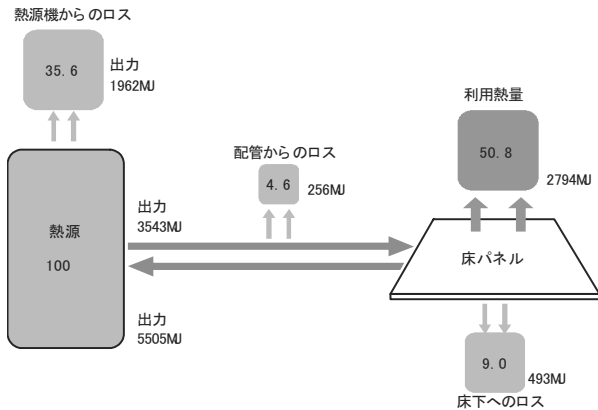 熱源機からのロス
35.6
出力
1962MJ
利用熱量
50.8
2794MJ
配管からのロス
4.6
256MJ
出力
3543MJ
熱源
100
床パネル
出力
5505MJ
9.0
493MJ
床下へのロス